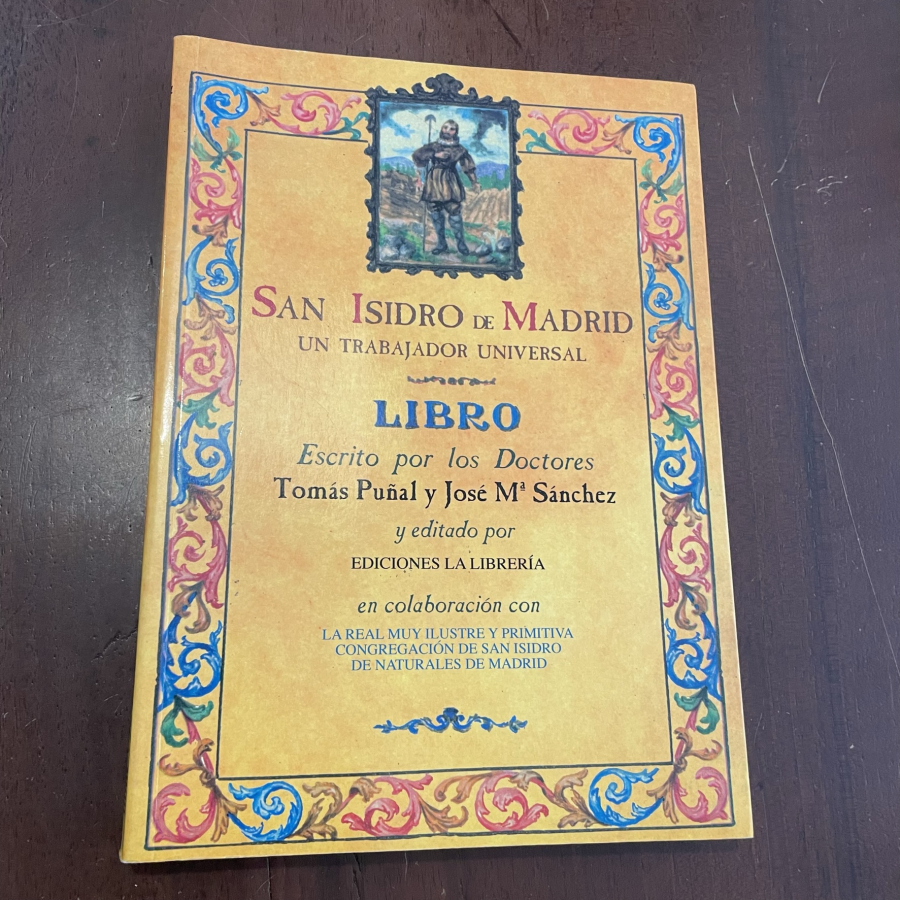 SAN ISIDRO DE MADRID
UN TRABAJADOR UNIVERSAL
LIBRO
Escrito por los Doctores
Tomás Puñal y José Mª Sánchez
y editado por
EDICIONES LA LIBRERÍA
en colaboración con
LA REAL MUY ILUSTRE Y PRIMITIVA
CONGREGACIÓN DE SAN ISIDRO
DE NATURALES DE MADRID